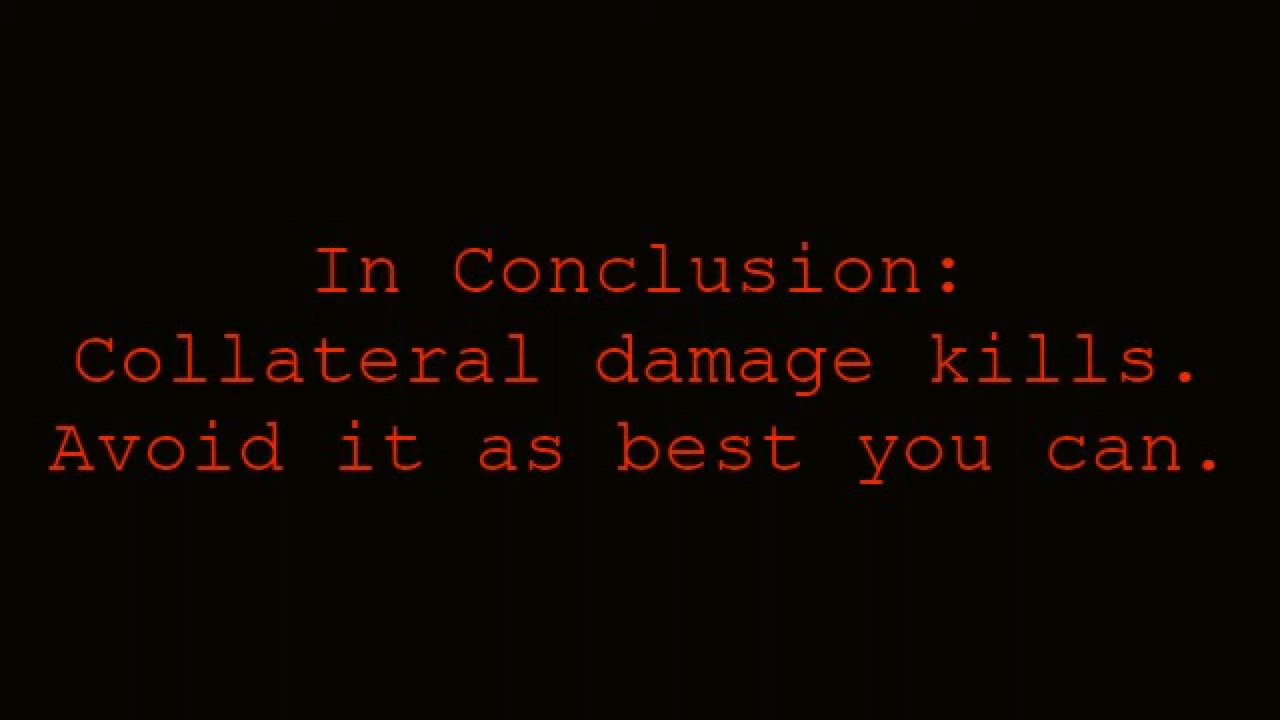 In Conclusion:
Collateral damage kills.
Avoid it as best you can.